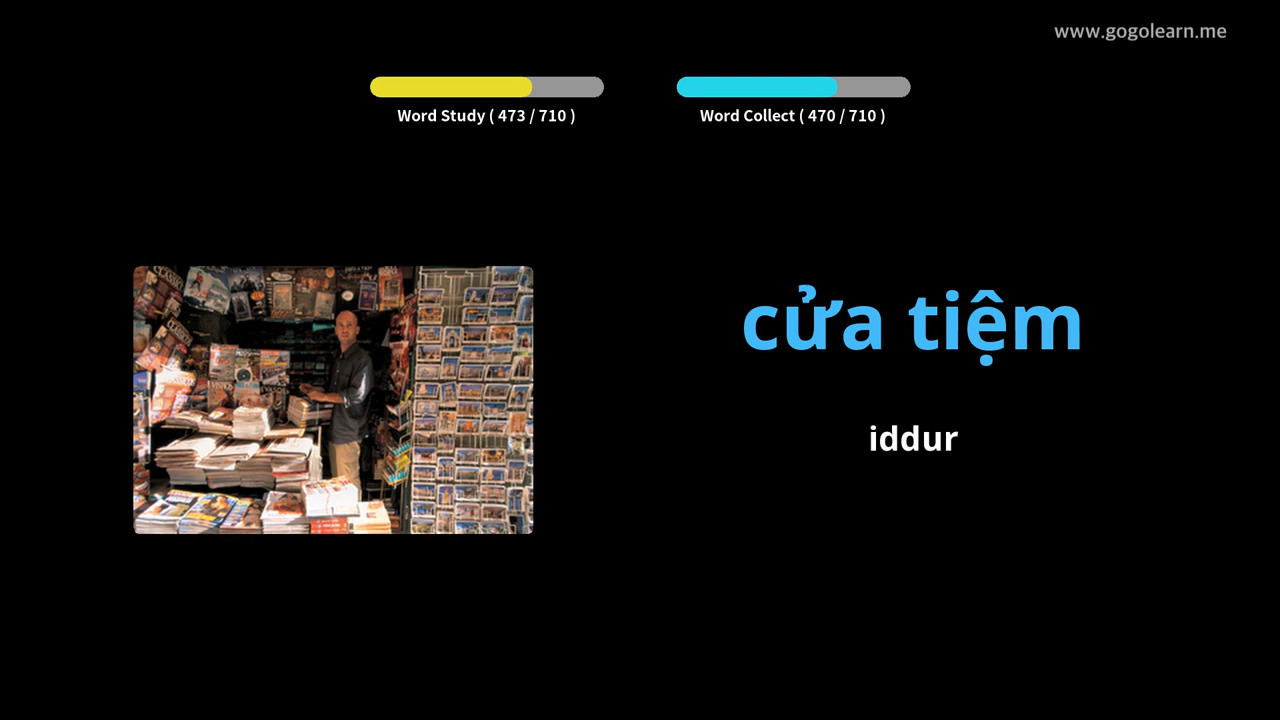 www.gogolearn.me
Word Study ( 473 / 710 )
Word Collect ( 470 / 710 )
cửa tiệm
iddur